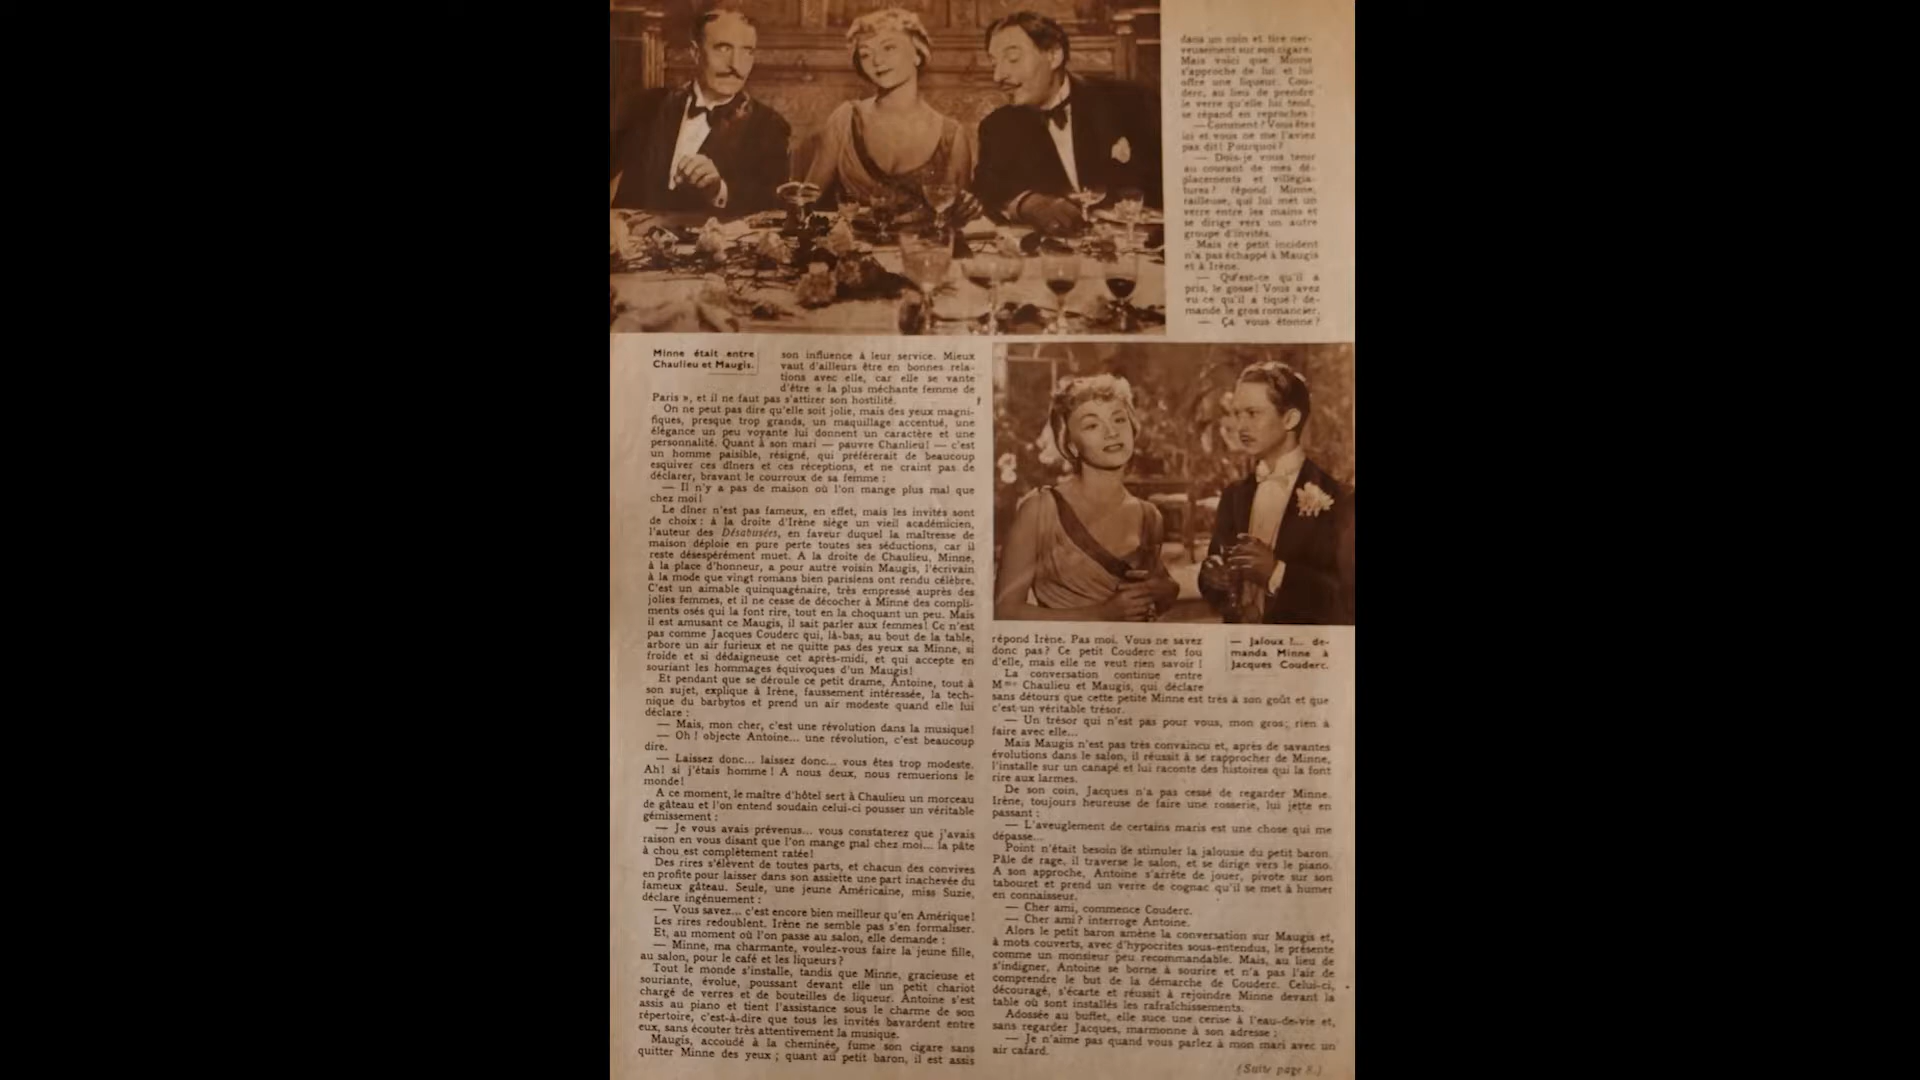 Minne était entre
Chaulieu et Maugis.
son influence à leur service. Mieux
vaut d'ailleurs être en bonnes rela-
tions avec elle, car elle se vante
d'être « la plus méchante femme de
Paris », et il ne faut pas s'attirer son hostilité.
On ne peut pas dire qu'elle soit jolie, mais des yeux magni-
fiques, presque trop grands, un maquillage accentué, une
élégance un peu voyante lui donnent un caractère et une
personnalité. Quant à son mari — pauvre Chanlieu! — c'est
un homme paisible, résigné, qui préférerait de beaucoup
esquiver ces dîners et ces réceptions, et ne craint pas de
déclarer, bravant le courroux de sa femme :
— Il n'y a pas de maison où l'on mange plus mal que
chez moi!
Le dîner n'est pas fameux, en effet, mais les invités sont
de choix : à la droite d'Irène siège un vieil académicien,
l'auteur des Désabusées, en faveur duquel la maîtresse de
maison déploie en pure perte toutes ses séductions, car il
reste désespérément muet. A la droite de Chaulieu, Minne,
à la place d'honneur, a pour autre voisin Maugis, l'écrivain
à la mode que vingt romans bien parisiens ont rendu célèbre.
C'est un aimable quinquagénaire, très empressé auprès des
jolies femmes, et il ne cesse de décocher à Minne des compli-
ments osés qui la font rire, tout en la choquant un peu. Mais
il est amusant ce Maugis, il sait parler aux femmes! Ce n'est
pas comme Jacques Couderc qui, là-bas, au bout de la table,
arbore un air furieux et ne quitte pas des yeux sa Minne, si
froide et si dédaigneuse cet après-midi, et qui accepte en
souriant les hommages équivoques d'un Maugis!
Et pendant que se déroule ce petit drame, Antoine, tout à
son sujet, explique à Irène, faussement intéressée, la tech-
nique du barbytos et prend un air modeste quand elle lui
déclare :
— Mais, mon cher, c'est une révolution dans la musique!
— Oh! objecte Antoine... une révolution, c'est beaucoup
dire.
— Laissez donc... laissez donc... vous êtes trop modeste.
Ah! si j'étais homme! A nous deux, nous remuerions le
monde!
A ce moment, le maître d'hôtel sert à Chaulieu un morceau
de gâteau et l'on entend soudain celui-ci pousser un véritable
gémissement :
— Je vous avais prévenus... vous constaterez que j'avais
raison en vous disant que l'on mange mal chez moi... la pâte
à chou est complètement ratée!
Des rires s'élèvent de toutes parts, et chacun des convives
en profite pour laisser dans son assiette une part inachevée du
fameux gâteau. Seule, une jeune Américaine, miss Suzie,
déclare ingénuement :
— Vous savez... c'est encore bien meilleur qu'en Amérique!
Les rires redoublent. Irène ne semble pas s'en formaliser.
Et, au moment où l'on passe au salon, elle demande :
— Minne, ma charmante, voulez-vous faire la jeune fille,
au salon, pour le café et les liqueurs?
Tout le monde s'installe, tandis que Minne, gracieuse et
souriante, évolue, poussant devant elle un petit chariot
chargé de verres et de bouteilles de liqueur. Antoine s'est
assis au piano et tient l'assistance sous le charme de son
répertoire, c'est-à-dire que tous les invités bavardent entre
eux, sans écouter très attentivement la musique.
Maugis, accoudé à la cheminée, fume son cigare sans
quitter Minne des yeux ; quant au petit baron, il est assis
dans un coin et tire ner-
veusement sur son cigare.
Mais voici que Minne
s'approche de lui et lui
offre une liqueur. Cou-
derc, au lieu de prendre
le verre qu'elle lui tend,
se répand en reproches :
— Comment? Vous êtes
ici et vous ne me l'aviez
pas dit! Pourquoi?
— Dois-je vous tenir
au courant de mes dé-
placements et villégia-
tures? répond Minne,
railleuse, qui lui met un
verre entre les mains et
se dirige vers un autre
groupe d'invités.
Mais ce petit incident
n'a pas échappé à Maugis
et à Irène.
— Qu'est-ce qu'il a
pris, le gosse! Vous avez
vu ce qu'il a tiqué? de-
mande le gros romancier.
— Ça vous étonne?
répond Irène. Pas moi. Vous ne savez
donc pas? Ce petit Couderc est fou
d'elle, mais elle ne veut rien savoir!
La conversation continue entre
Mme Chaulieu et Maugis, qui déclare
sans détours que cette petite Minne est très à son goût et que
c'est un véritable trésor.
— Un trésor qui n'est pas pour vous, mon gros; rien à
faire avec elle...
Mais Maugis n'est pas très convaincu et, après de savantes
évolutions dans le salon, il réussit à se rapprocher de Minne,
l'installe sur un canapé et lui raconte des histoires qui la font
rire aux larmes.
De son coin, Jacques n'a pas cessé de regarder Minne.
Irène, toujours heureuse de faire une rosserie, lui jette en
passant :
— L'aveuglement de certains maris est une chose qui me
dépasse...
Point n'était besoin de stimuler la jalousie du petit baron.
Pâle de rage, il traverse le salon, et se dirige vers le piano.
A son approche, Antoine s'arrête de jouer, pivote sur son
tabouret et prend un verre de cognac qu'il se met à humer
en connaisseur.
— Cher ami, commence Couderc.
— Cher ami? interroge Antoine.
Alors le petit baron amène la conversation sur Maugis et,
à mots couverts, avec d'hypocrites sous-entendus, le présente
comme un monsieur peu recommandable. Mais, au lieu de
s'indigner, Antoine se borne à sourire et n'a pas l'air de
comprendre le but de la démarche de Couderc. Celui-ci,
découragé, s'écarte et réussit à rejoindre Minne devant la
table où sont installés les rafraîchissements.
Adossée au buffet, elle suce une cerise à l'eau-de-vie et,
sans regarder Jacques, marmonne à son adresse :
— Je n'aime pas quand vous parlez à mon mari avec un
air cafard.
(Suite page 8.)
— Jaloux !... de-
manda Minne à
Jacques Couderc.